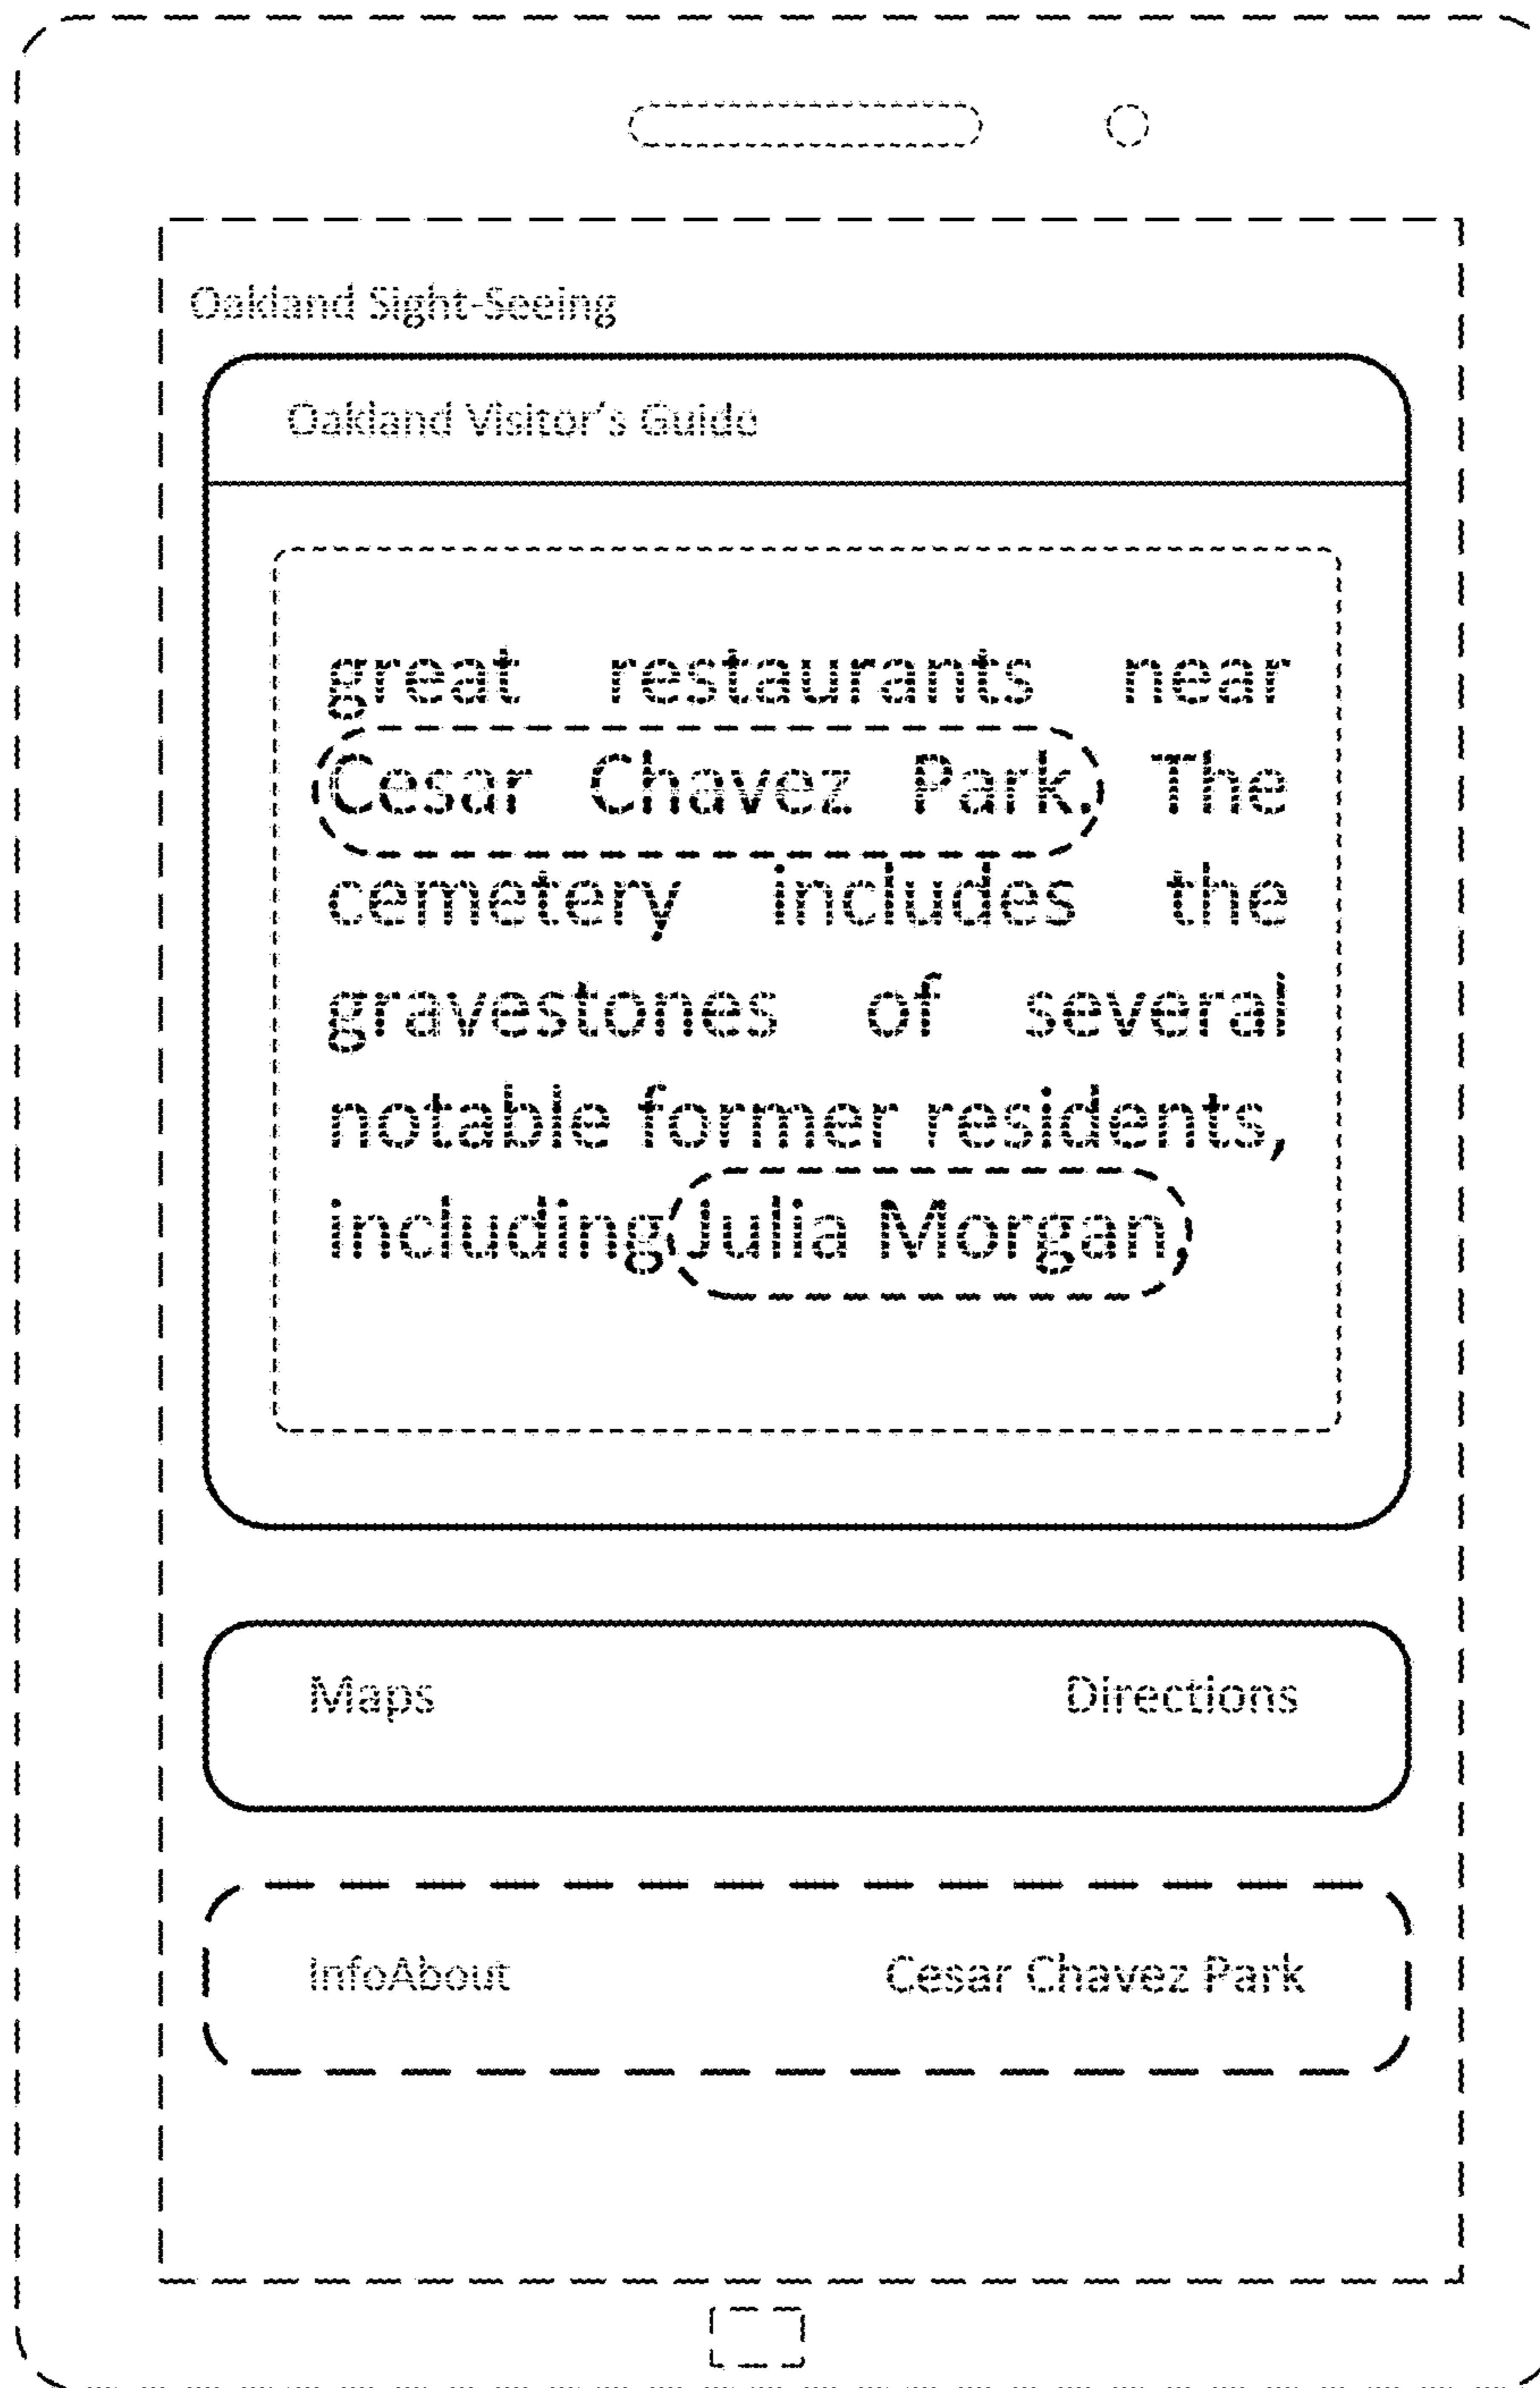 Oakland Sight-Seeing
Oakland Visitor's Guide
great restaurants near
Cesar Chavez Park. The
cemetery includes the
gravestones of several
notable former residents,
including Julia Morgan,
Maps Directions
InfoAbout Cesar Chavez Park